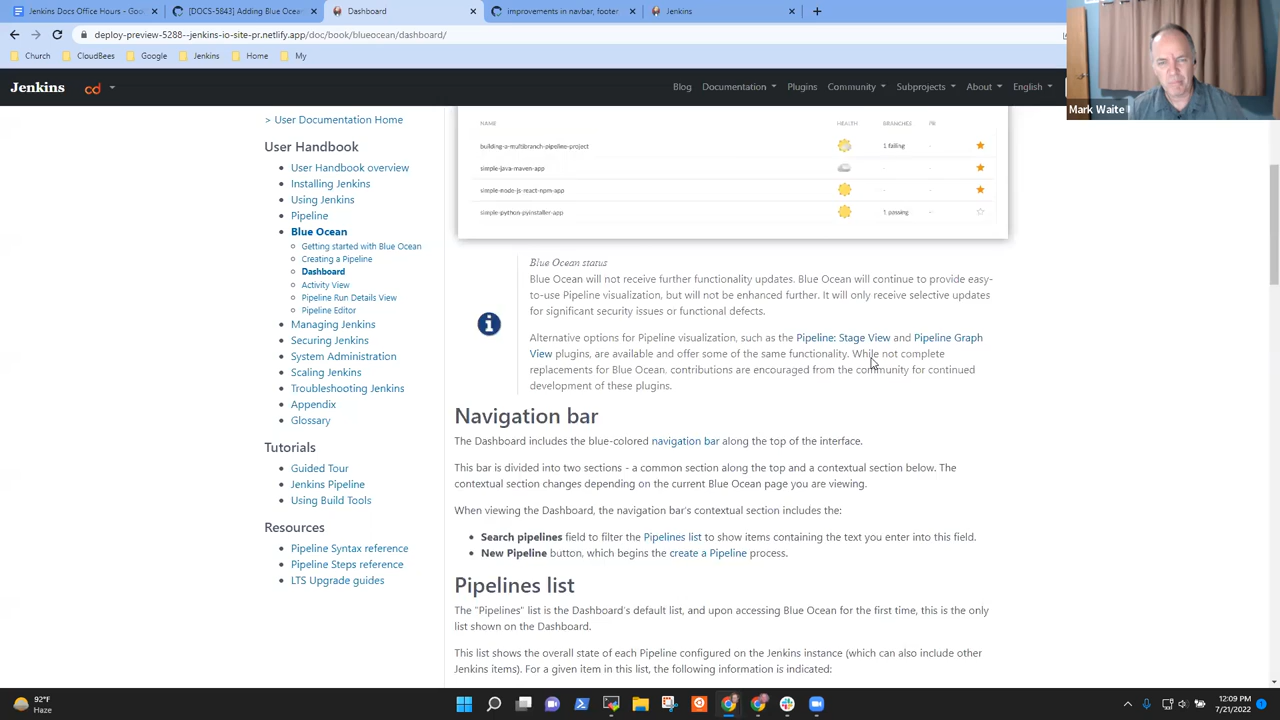 Jenkins Docs Office Hours - Goo
[DOCS-5843] Adding Blue Ocean
Dashboard
improvements in navbar, footer
Jenkins
deploy-preview-5288--jenkins-io-site-pr.netlify.app/doc/book/blueocean/dashboard/
Church
CloudBees
Google
Jenkins
Home
My
Mark Waite
Jenkins
cd
Blog
Documentation
Plugins
Community
Subprojects
About
English
> User Documentation Home
User Handbook
User Handbook overview
Installing Jenkins
Using Jenkins
Pipeline
Blue Ocean
Getting started with Blue Ocean
Creating a Pipeline
Dashboard
Activity View
Pipeline Run Details View
Pipeline Editor
Managing Jenkins
Securing Jenkins
System Administration
Scaling Jenkins
Troubleshooting Jenkins
Appendix
Glossary
Tutorials
Guided Tour
Jenkins Pipeline
Using Build Tools
Resources
Pipeline Syntax reference
Pipeline Steps reference
LTS Upgrade guides
NAME HEALTH BRANCHES PR
building-a-multibranch-pipeline-project 1 failing -
simple-java-maven-app - -
simple-node-js-react-npm-app - -
simple-python-pyinstaller-app 1 passing -
Blue Ocean status
Blue Ocean will not receive further functionality updates. Blue Ocean will continue to provide easy-
to-use Pipeline visualization, but will not be enhanced further. It will only receive selective updates
for significant security issues or functional defects.
Alternative options for Pipeline visualization, such as the Pipeline: Stage View and Pipeline Graph
View plugins, are available and offer some of the same functionality. While not complete
replacements for Blue Ocean, contributions are encouraged from the community for continued
development of these plugins.
Navigation bar
The Dashboard includes the blue-colored navigation bar along the top of the interface.
This bar is divided into two sections - a common section along the top and a contextual section below. The
contextual section changes depending on the current Blue Ocean page you are viewing.
When viewing the Dashboard, the navigation bar's contextual section includes the:
Search pipelines field to filter the Pipelines list to show items containing the text you enter into this field.
New Pipeline button, which begins the create a Pipeline process.
Pipelines list
The "Pipelines" list is the Dashboard's default list, and upon accessing Blue Ocean for the first time, this is the only
list shown on the Dashboard.
This list shows the overall state of each Pipeline configured on the Jenkins instance (which can also include other
Jenkins items). For a given item in this list, the following information is indicated:
92°F
Haze
12:09 PM
7/21/2022